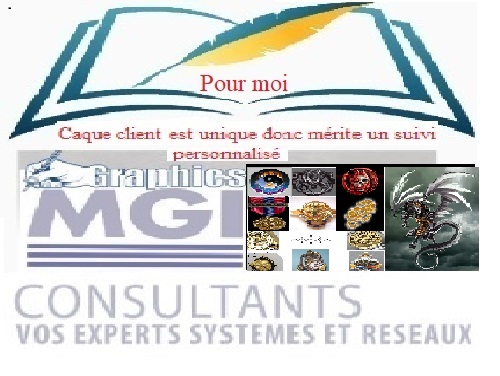 Pour moi
Caque client est unique donc mérite un suivi
personnalisé
Graphics
MGI
CONSULTANTS
VOS EXPERTS SYSTEMES ET RESEAUX